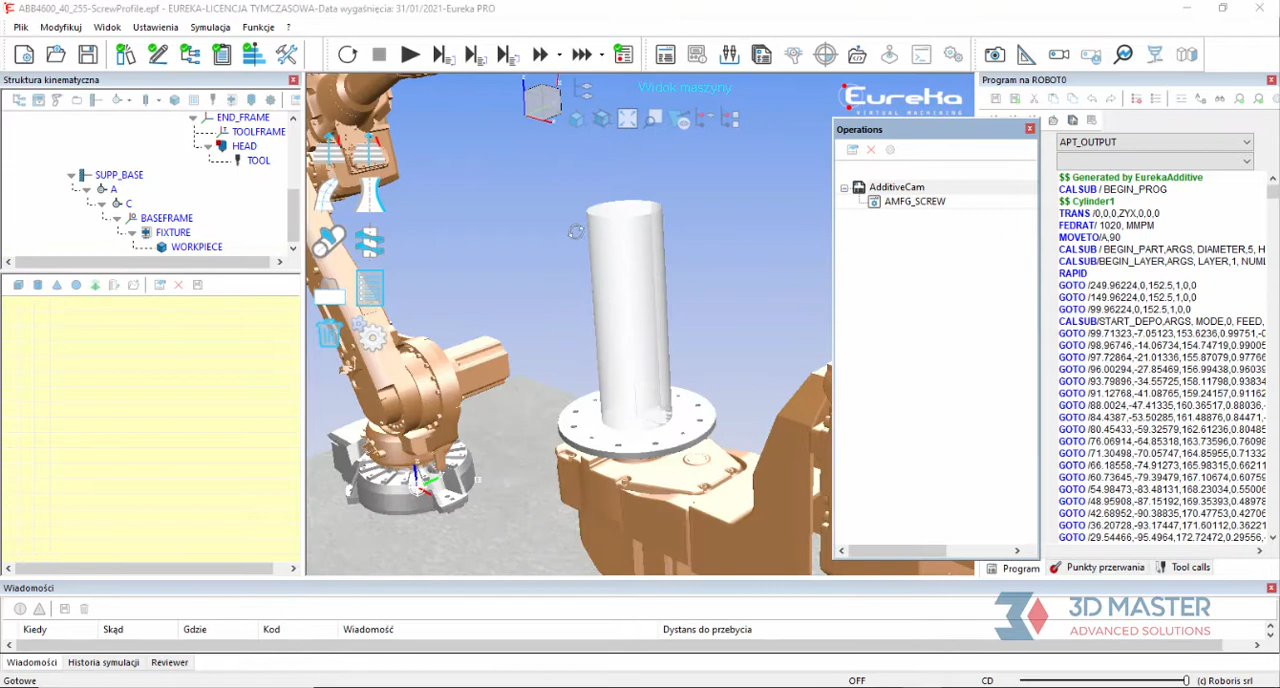 ABB4600_40_255-ScrewProfile.epf - EUREKA-LICENCJA TYMCZASOWA-Data wygaśnięcia: 31/01/2021-Eureka PRO
Plik Modyfikuj Widok Ustawienia Symulacja Funkcje ?
Struktura kinematyczna
END_FRAME
TOOLFRAME
HEAD
TOOL
SUPP_BASE
A
C
BASEFRAME
FIXTURE
WORKPIECE
Widok maszyny
EUREKA
VIRTUAL MACHINING
Operations
AdditiveCam
AMFG_SCREW
Program na ROBOT0
APT_OUTPUT
$$ Generated by EurekaAdditive
CALSUB / BEGIN_PROG
$$ Cylinder1
TRANS /0,0,0,ZYX,0,0,0
FEDRAT/ 1020, MMPM
MOVETO/A,90
CALSUB / BEGIN_PART,ARGS, DIAMETER,5, H
CALSUB/BEGIN_LAYER,ARGS, LAYER,1, NUML
RAPID
GOTO /249.96224,0,152.5,1,0,0
GOTO /149.96224,0,152.5,1,0,0
GOTO /99.96224,0,152.5,1,0,0
CALSUB/START_DEPO,ARGS, MODE,0, FEED,
GOTO /99.71323,-7.05123,153.6236,0.99751,-0
GOTO /98.96746,-14.06734,154.74719,0.99005
GOTO /97.72864,-21.01336,155.87079,0.97766
GOTO /96.00294,-27.85469,156.99438,0.96039
GOTO /93.79896,-34.55725,158.11798,0.93834
GOTO /91.12768,-41.08765,159.24157,0.91162
GOTO /88.0024,-47.41335,160.36517,0.88036,-
GOTO /84.4387,-53.50285,161.48876,0.84471,-
GOTO /80.45433,-59.32579,162.61236,0.80485
GOTO /76.06914,-64.85318,163.73596,0.76098
GOTO /71.30498,-70.05747,164.85955,0.71332
GOTO /66.18558,-74.91273,165.98315,0.66211
GOTO /60.73645,-79.39479,167.10674,0.60759
GOTO /54.98473,-83.48131,168.23034,0.55006
GOTO /48.95908,-87.15192,169.35393,0.48978
GOTO /42.68952,-90.38835,170.47753,0.42706
GOTO /36.20728,-93.17447,171.60112,0.36221
GOTO /29.54466,-95.4964,172.72472,0.29556,-
Program Punkty przerwania Tool calls
Wiadomości
3D MASTER
ADVANCED SOLUTIONS
Kiedy Skąd Gdzie Kod Wiadomość Dystans do przebycia
Wiadomości Historia symulacji Reviewer
Gotowe OFF CD (c) Roboris srl